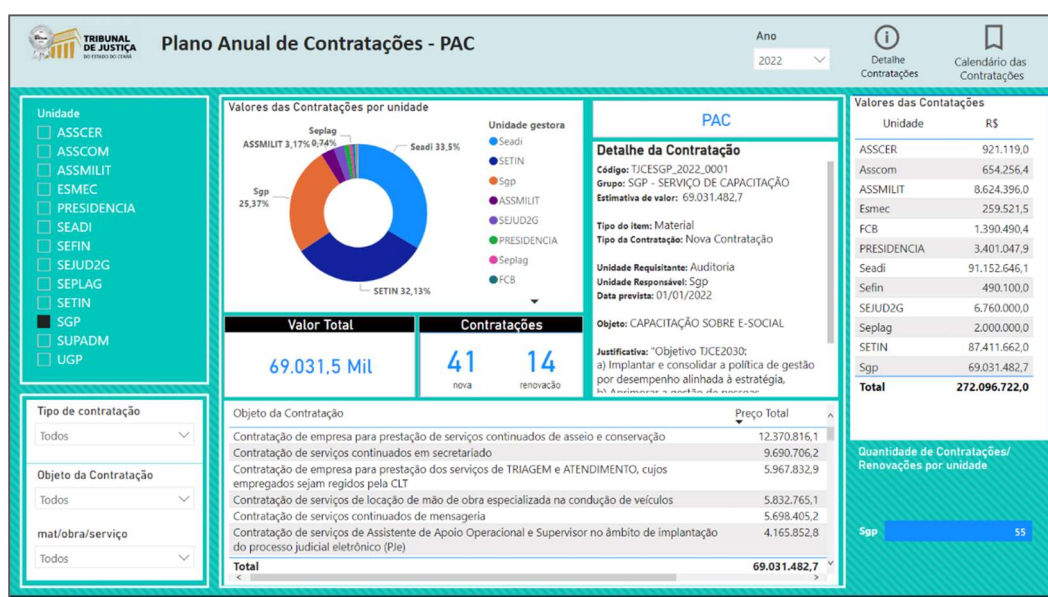 TRIBUNAL
DE JUSTIÇA
DO ESTADO DO CEARÁ
Plano Anual de Contratações - PAC
Ano
2022
Detalhe
Contratações
Calendário das
Contratações
Unidade
ASSCER
ASSCOM
ASSMILIT
ESMEC
PRESIDENCIA
SEADI
SEFIN
SEJUD2G
SEPLAG
SETIN
SGP
SUPADM
UGP
Tipo de contratação
Todos
Objeto da Contratação
Todos
mat/obra/serviço
Todos
Valores das Contratações por unidade
Seplag
0,74%
ASSMILIT 3,17%
Seadi 33,5%
Sgp
25,37%
SETIN 32,13%
Unidade gestora
Seadi
SETIN
Sgp
ASSMILIT
SEJUD2G
PRESIDENCIA
Seplag
FCB
Valor Total
69.031,5 Mil
Contratações
41 14
nova renovação
PAC
Detalhe da Contratação
Código: TJCESGP_2022_0001
Grupo: SGP - SERVIÇO DE CAPACITAÇÃO
Estimativa de valor: 69.031.482,7
Tipo do item: Material
Tipo da Contratação: Nova Contratação
Unidade Requisitante: Auditoria
Unidade Responsável: Sgp
Data prevista: 01/01/2022
Objeto: CAPACITAÇÃO SOBRE E-SOCIAL
Justificativa: "Objetivo TJCE2030:
a) Implantar e consolidar a política de gestão
por desempenho alinhada à estratégia,
b) Aprimorar a gestão de pessoas
Objeto da Contratação Preço Total
Contratação de empresa para prestação de serviços continuados de asseio e conservação 12.370.816,1
Contratação de serviços continuados em secretariado 9.690.706,2
Contratação de empresa para prestação dos serviços de TRIAGEM e ATENDIMENTO, cujos 5.967.832,9
empregados sejam regidos pela CLT
Contratação de serviços de locação de mão de obra especializada na condução de veículos 5.832.765,1
Contratação de serviços continuados de mensageria 5.698.405,2
Contratação de serviços de Assistente de Apoio Operacional e Supervisor no âmbito de implantação 4.165.852,8
do processo judicial eletrônico (PJe)
Total 69.031.482,7
Valores das Contatações
Unidade R$
ASSCER 921.119,0
Asscom 654.256,4
ASSMILIT 8.624.396,0
Esmec 259.521,5
FCB 1.390.490,4
PRESIDENCIA 3.401.047,9
Seadi 91.152.646,1
Sefin 490.100,0
SEJUD2G 6.760.000,0
Seplag 2.000.000,0
SETIN 87.411.662,0
Sgp 69.031.482,7
Total 272.096.722,0
Quantidade de Contratações/
Renovações por unidade
Sgp 55